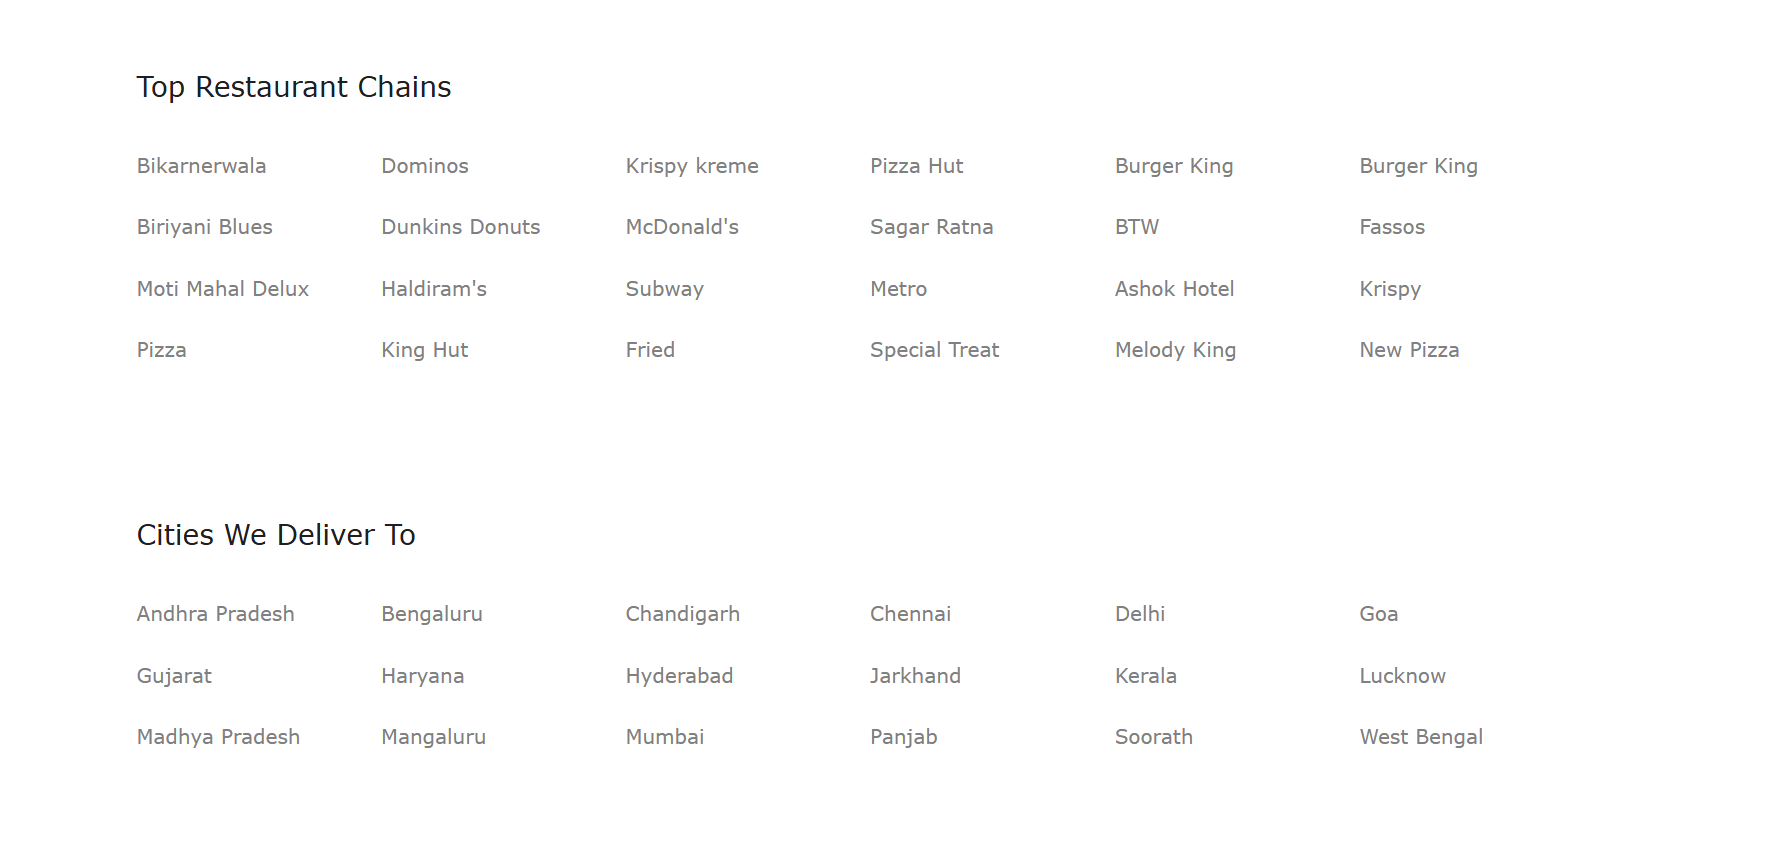 Top Restaurant Chains
Bikarnerwala Dominos Krispy kreme Pizza Hut Burger King Burger King
Biriyani Blues Dunkins Donuts McDonald's Sagar Ratna BTW Fassos
Moti Mahal Delux Haldiram's Subway Metro Ashok Hotel Krispy
Pizza King Hut Fried Special Treat Melody King New Pizza
Cities We Deliver To
Andhra Pradesh Bengaluru Chandigarh Chennai Delhi Goa
Gujarat Haryana Hyderabad Jarkhand Kerala Lucknow
Madhya Pradesh Mangaluru Mumbai Panjab Soorath West Bengal